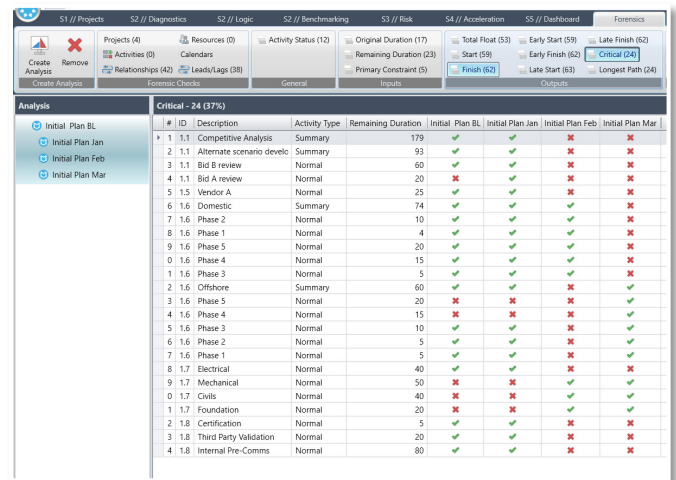 S1 // Projects S2 // Diagnostics S2 // Logic S2 // Benchmarking S3 // Risk S4 // Acceleration S5 // Dashboard Forensics
Create Analysis
Remove
Create Analysis
Projects (4) Resources (0)
Activities (0) Calendars
Relationships (42) Leads/Lags (38)
Forensic Checks
Activity Status (12)
General
Original Duration (17)
Remaining Duration (23)
Primary Constraint (5)
Inputs
Total Float (53) Early Start (59) Late Finish (62)
Start (59) Early Finish (62) Critical (24)
Finish (62) Late Start (63) Longest Path (24)
Outputs
Analysis
Initial Plan BL
Initial Plan Jan
Initial Plan Feb
Initial Plan Mar
Critical - 24 (37%)
# ID Description Activity Type Remaining Duration Initial Plan BL Initial Plan Jan Initial Plan Feb Initial Plan Mar
1 1.1 Competitive Analysis Summary 179 ✔ ✔ ✖ ✖
2 1.1 Alternate scenario develo Summary 93 ✔ ✔ ✖ ✖
3 1.1 Bid B review Normal 60 ✔ ✔ ✖ ✖
4 1.1 Bid A review Normal 20 ✖ ✔ ✖ ✖
5 1.5 Vendor A Normal 25 ✔ ✔ ✖ ✖
6 1.6 Domestic Summary 74 ✔ ✔ ✔ ✖
7 1.6 Phase 2 Normal 10 ✔ ✔ ✔ ✖
8 1.6 Phase 1 Normal 4 ✔ ✔ ✔ ✖
9 1.6 Phase 5 Normal 20 ✔ ✔ ✔ ✖
0 1.6 Phase 4 Normal 15 ✔ ✔ ✔ ✖
1 1.6 Phase 3 Normal 5 ✔ ✔ ✔ ✖
2 1.6 Offshore Summary 60 ✔ ✔ ✖ ✔
3 1.6 Phase 5 Normal 20 ✖ ✖ ✖ ✔
4 1.6 Phase 4 Normal 15 ✖ ✖ ✖ ✔
5 1.6 Phase 3 Normal 10 ✔ ✔ ✖ ✔
6 1.6 Phase 2 Normal 5 ✔ ✔ ✖ ✔
7 1.6 Phase 1 Normal 5 ✔ ✔ ✖ ✔
8 1.7 Electrical Normal 40 ✔ ✔ ✖ ✖
9 1.7 Mechanical Normal 50 ✖ ✖ ✔ ✔
0 1.7 Civils Normal 40 ✖ ✖ ✔ ✔
1 1.7 Foundation Normal 20 ✖ ✖ ✔ ✔
2 1.8 Certification Normal 5 ✔ ✔ ✖ ✖
3 1.8 Third Party Validation Normal 20 ✔ ✔ ✖ ✖
4 1.8 Internal Pre-Comms Normal 80 ✔ ✔ ✖ ✖